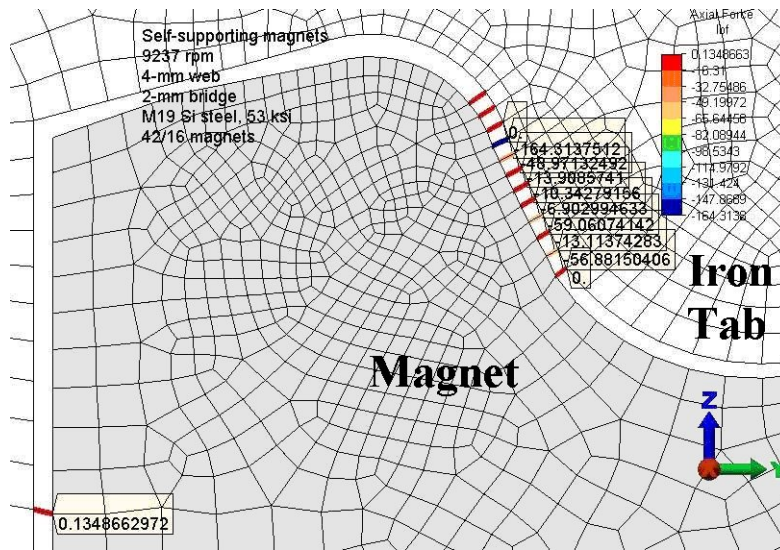 Self-supporting magnets
9237 rpm
4-mm web
2-mm bridge
M19 Si steel, 53 ksi
42/16 magnets
Axial Force
lbf
0.1348663
-16.31
-32.75486
-49.19972
-65.64458
-82.08944
-98.5343
-114.9792
-131.424
-147.8689
-164.3138
0.
-164.3137512
-48.97132492
-13.9085741
-10.34279156
-6.902994633
-59.06074142
-13.11374283
-56.88150406
0.
Iron
Tab
Magnet
Z
Y
0.1348662972